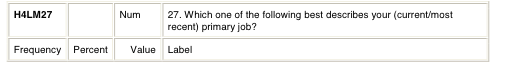 H4LM27 Num 27. Which one of the following best describes your (current/most
recent) primary job?
Frequency Percent Value Label